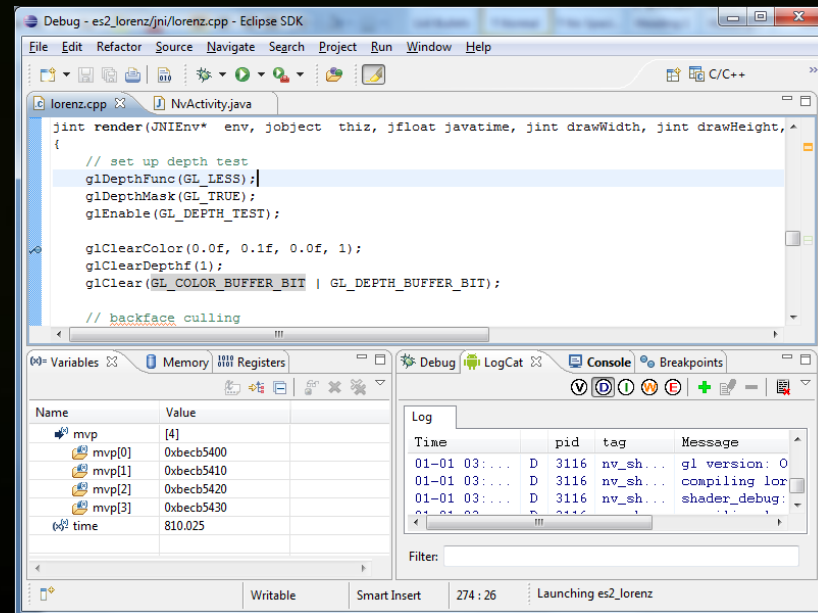 Debug - es2_lorenz/jni/lorenz.cpp - Eclipse SDK
File Edit Refactor Source Navigate Search Project Run Window Help
C/C++ »
lorenz.cpp NvActivity.java
jint render(JNIEnv* env, jobject thiz, jfloat javatime, jint drawWidth, jint drawHeight,
{
// set up depth test
glDepthFunc(GL_LESS);
glDepthMask(GL_TRUE);
glEnable(GL_DEPTH_TEST);
glClearColor(0.0f, 0.1f, 0.0f, 1);
glClearDepthf(1);
glClear(GL_COLOR_BUFFER_BIT | GL_DEPTH_BUFFER_BIT);
// backface culling
(x)= Variables Memory 1010 0101 Registers
Name Value
mvp [4]
mvp[0] 0xbecb5400
mvp[1] 0xbecb5410
mvp[2] 0xbecb5420
mvp[3] 0xbecb5430
time 810.025
Debug LogCat Console Breakpoints
V D I W E
Log
Time pid tag Message
01-01 03:... D 3116 nv_sh... gl version: O
01-01 03:... D 3116 nv_sh... compiling lor
01-01 03:... D 3116 nv_sh... shader_debug:
Filter:
Writable Smart Insert 274 : 26 Launching es2_lorenz